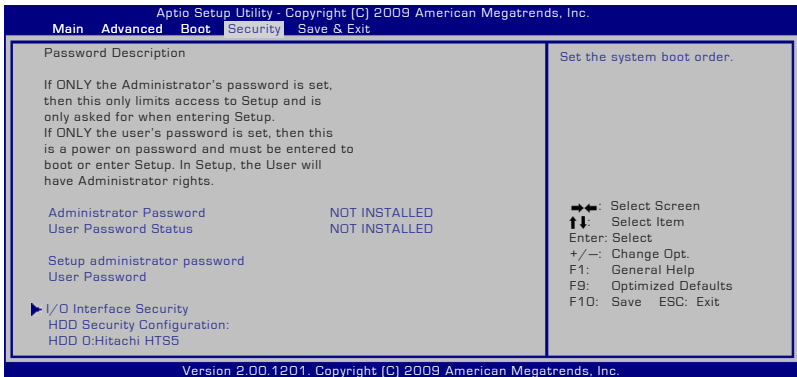 Aptio Setup Utility - Copyright (C) 2009 American Megatrends, Inc.
Main Advanced Boot Security Save & Exit
Password Description
If ONLY the Administrator's password is set,
then this only limits access to Setup and is
only asked for when entering Setup.
If ONLY the user's password is set, then this
is a power on password and must be entered to
boot or enter Setup. In Setup, the User will
have Administrator rights.
Administrator Password NOT INSTALLED
User Password Status NOT INSTALLED
Setup administrator password
User Password
I/O Interface Security
HDD Security Configuration:
HDD 0:Hitachi HTS5
Set the system boot order.
→←: Select Screen
↑↓: Select Item
Enter: Select
+/—: Change Opt.
F1: General Help
F9: Optimized Defaults
F10: Save ESC: Exit
Version 2.00.1201. Copyright (C) 2009 American Megatrends, Inc.